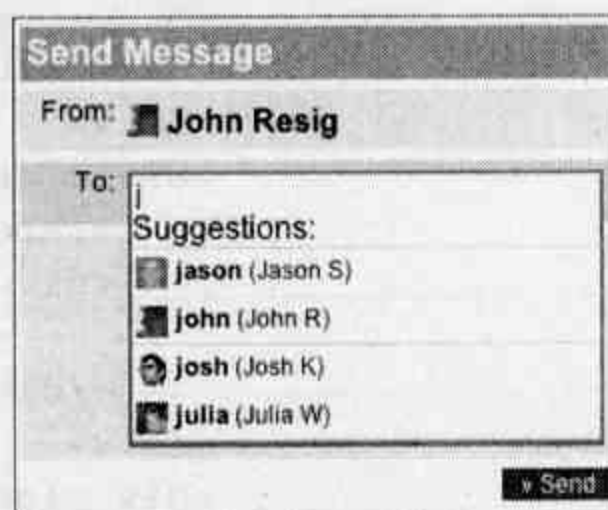 Send Message
From: John Resig
To: j
Suggestions:
jason (Jason S)
john (John R)
josh (Josh K)
julia (Julia W)
» Send